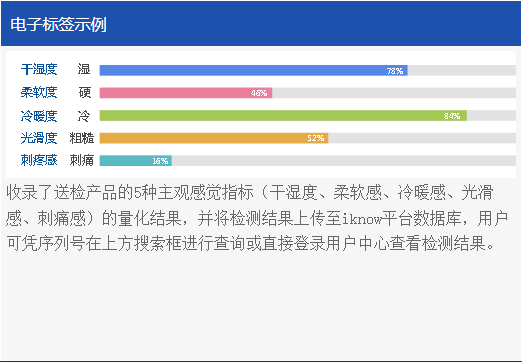 电子标签示例
干湿度 湿 78%
柔软度 硬 46%
冷暖度 冷 84%
光滑度 粗糙 52%
刺疼感 刺痛 16%
收录了送检产品的5种主观感觉指标（干湿度、柔软感、冷暖感、光滑
感、刺痛感）的量化结果，并将检测结果上传至iknow平台数据库，用户
可凭序列号在上方搜索框进行查询或直接登录用户中心查看检测结果。